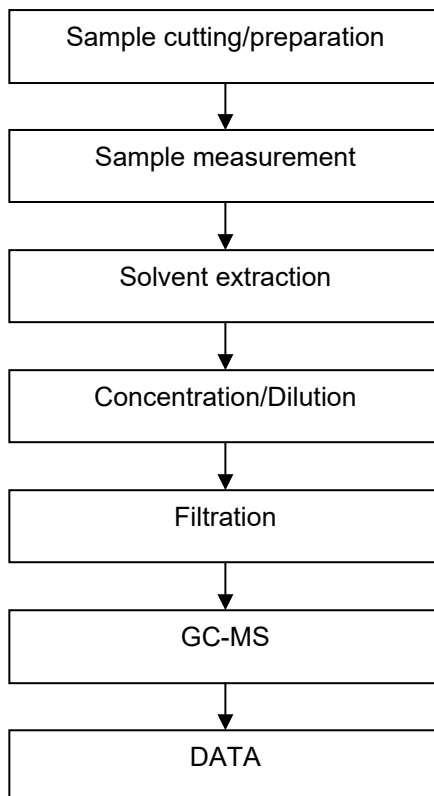 Sample cutting/preparation
Sample measurement
Solvent extraction
Concentration/Dilution
Filtration
GC-MS
DATA